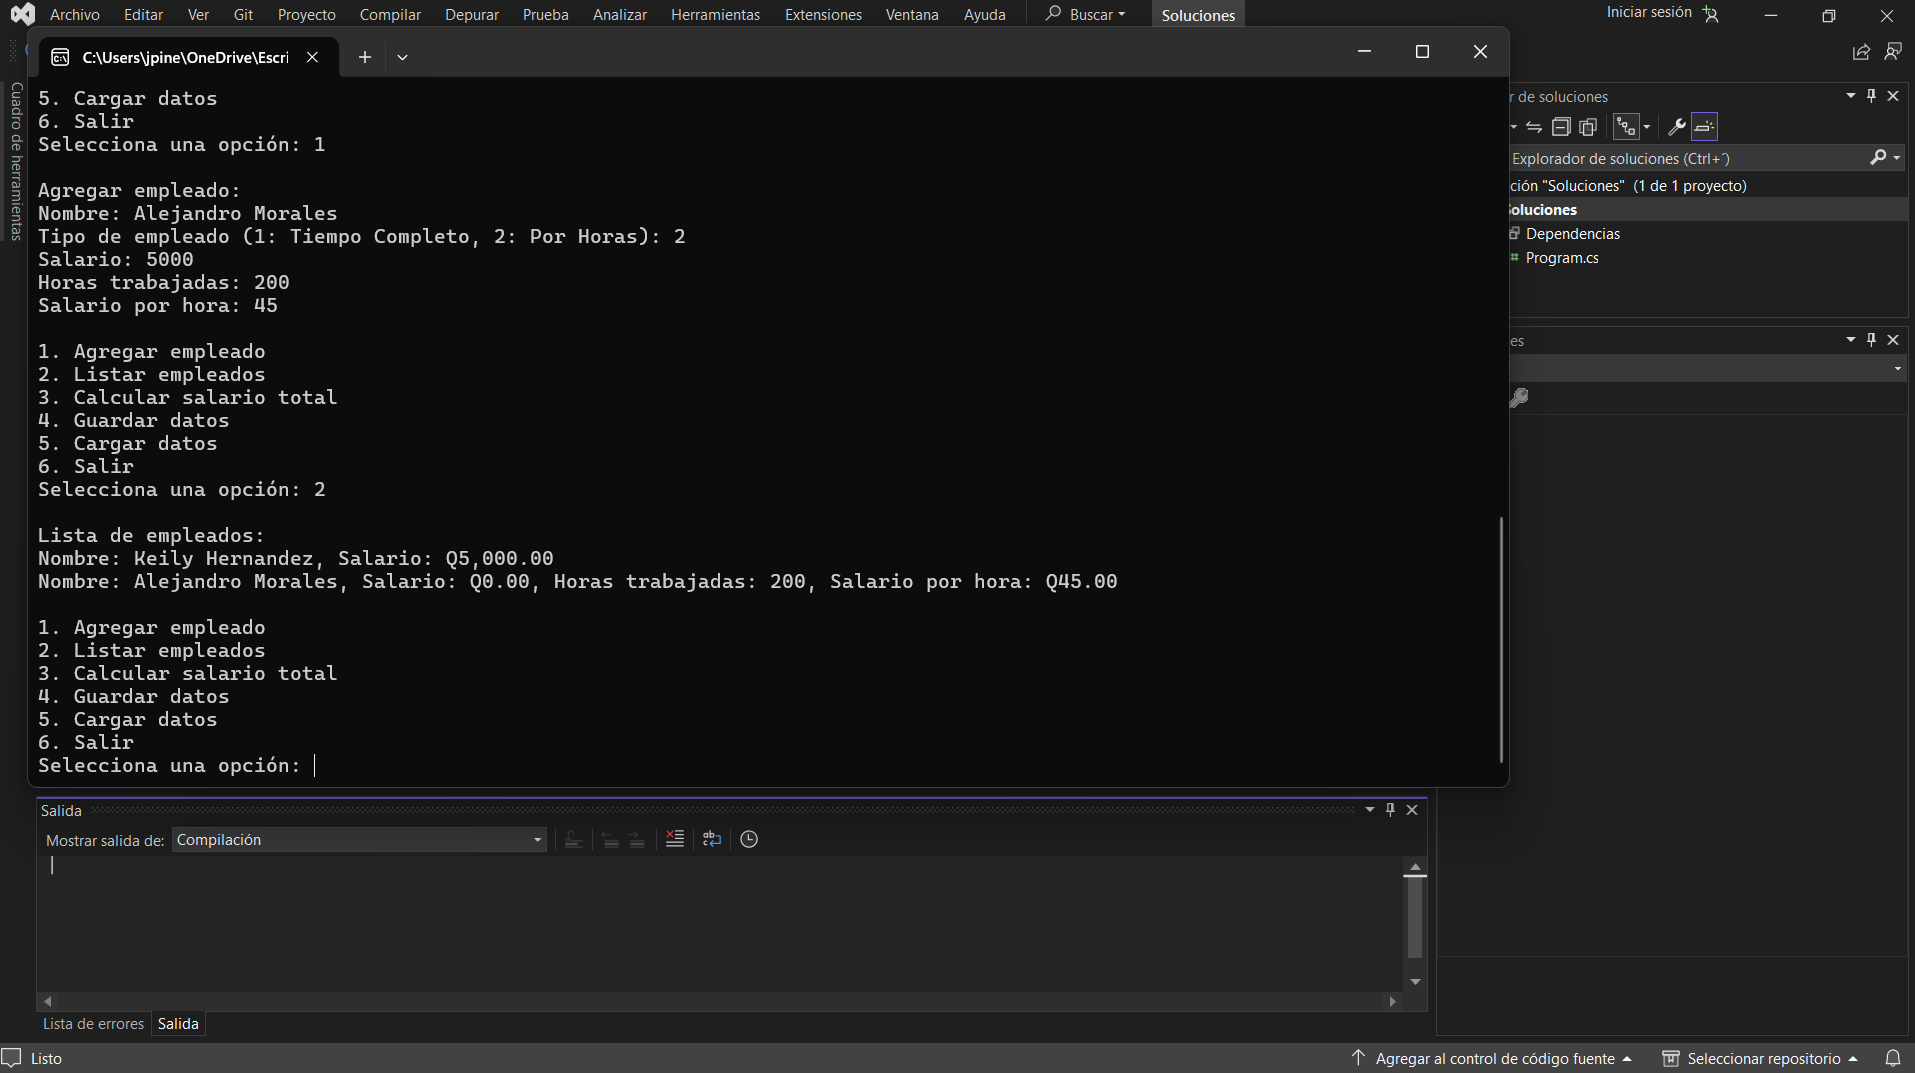 Archivo Editar Ver Git Proyecto Compilar Depurar Prueba Analizar Herramientas Extensiones Ventana Ayuda Buscar Soluciones Iniciar sesión
C:\Users\jpine\OneDrive\Escri
Cuadro de herramientas
5. Cargar datos
6. Salir
Selecciona una opción: 1
Agregar empleado:
Nombre: Alejandro Morales
Tipo de empleado (1: Tiempo Completo, 2: Por Horas): 2
Salario: 5000
Horas trabajadas: 200
Salario por hora: 45
1. Agregar empleado
2. Listar empleados
3. Calcular salario total
4. Guardar datos
5. Cargar datos
6. Salir
Selecciona una opción: 2
Lista de empleados:
Nombre: Keily Hernandez, Salario: Q5,000.00
Nombre: Alejandro Morales, Salario: Q0.00, Horas trabajadas: 200, Salario por hora: Q45.00
1. Agregar empleado
2. Listar empleados
3. Calcular salario total
4. Guardar datos
5. Cargar datos
6. Salir
Selecciona una opción:
r de soluciones
Explorador de soluciones (Ctrl+´)
ción "Soluciones" (1 de 1 proyecto)
Soluciones
Dependencias
Program.cs
es
Salida
Mostrar salida de: Compilación
Lista de errores Salida
Listo
Agregar al control de código fuente Seleccionar repositorio